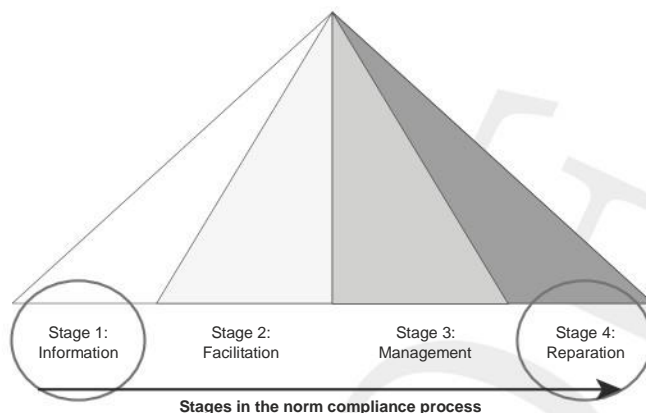 Stage 1:
Information
Stage 2:
Facilitation
Stage 3:
Management
Stage 4:
Reparation
Stages in the norm compliance process